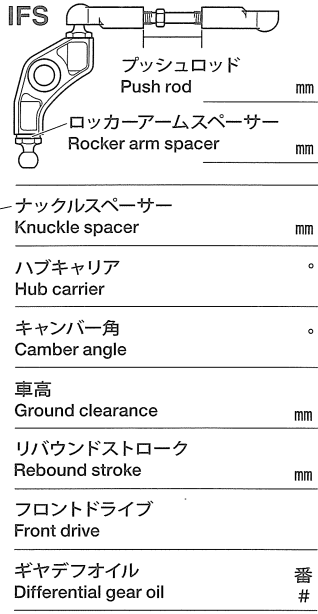 IFS
プッシュロッド
Push rod mm
ロッカーアームスペーサー
Rocker arm spacer mm
ナックルスペーサー
Knuckle spacer mm
ハブキャリア °
Hub carrier
キャンバー角 °
Camber angle
車高
Ground clearance mm
リバウンドストローク
Rebound stroke mm
フロントドライブ
Front drive
ギヤデフオイル 番
Differential gear oil #